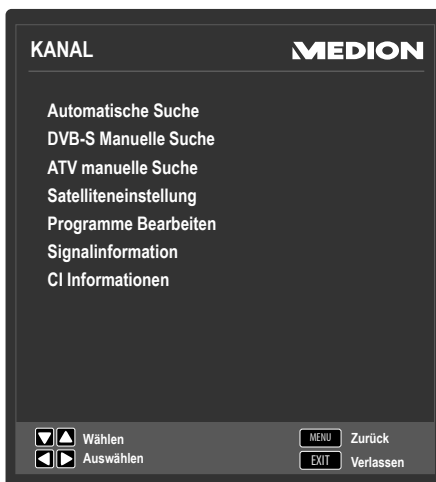 KANAL MEDION
Automatische Suche
DVB-S Manuelle Suche
ATV manuelle Suche
Satelliteneinstellung
Programme Bearbeiten
Signalinformation
CI Informationen
Wählen MENU Zurück
Auswählen EXIT Verlassen